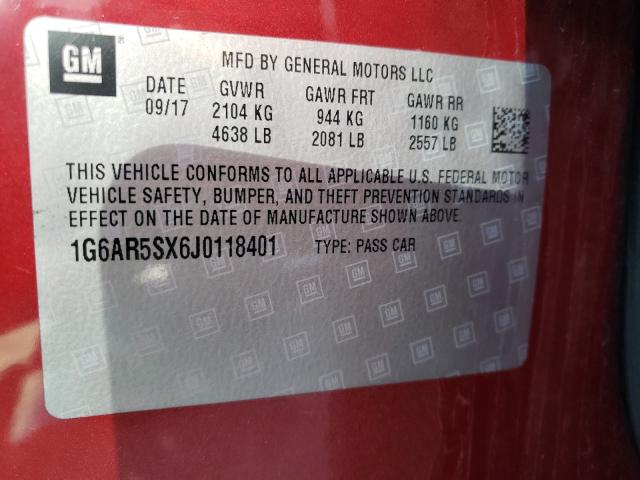 GM
MFD BY GENERAL MOTORS LLC
DATE GVWR GAWR FRT GAWR RR
09/17 2104 KG 944 KG 1160 KG
4638 LB 2081 LB 2557 LB
THIS VEHICLE CONFORMS TO ALL APPLICABLE U.S. FEDERAL MOTOR
VEHICLE SAFETY, BUMPER, AND THEFT PREVENTION STANDARDS IN
EFFECT ON THE DATE OF MANUFACTURE SHOWN ABOVE.
1G6AR5SX6J0118401 TYPE: PASS CAR